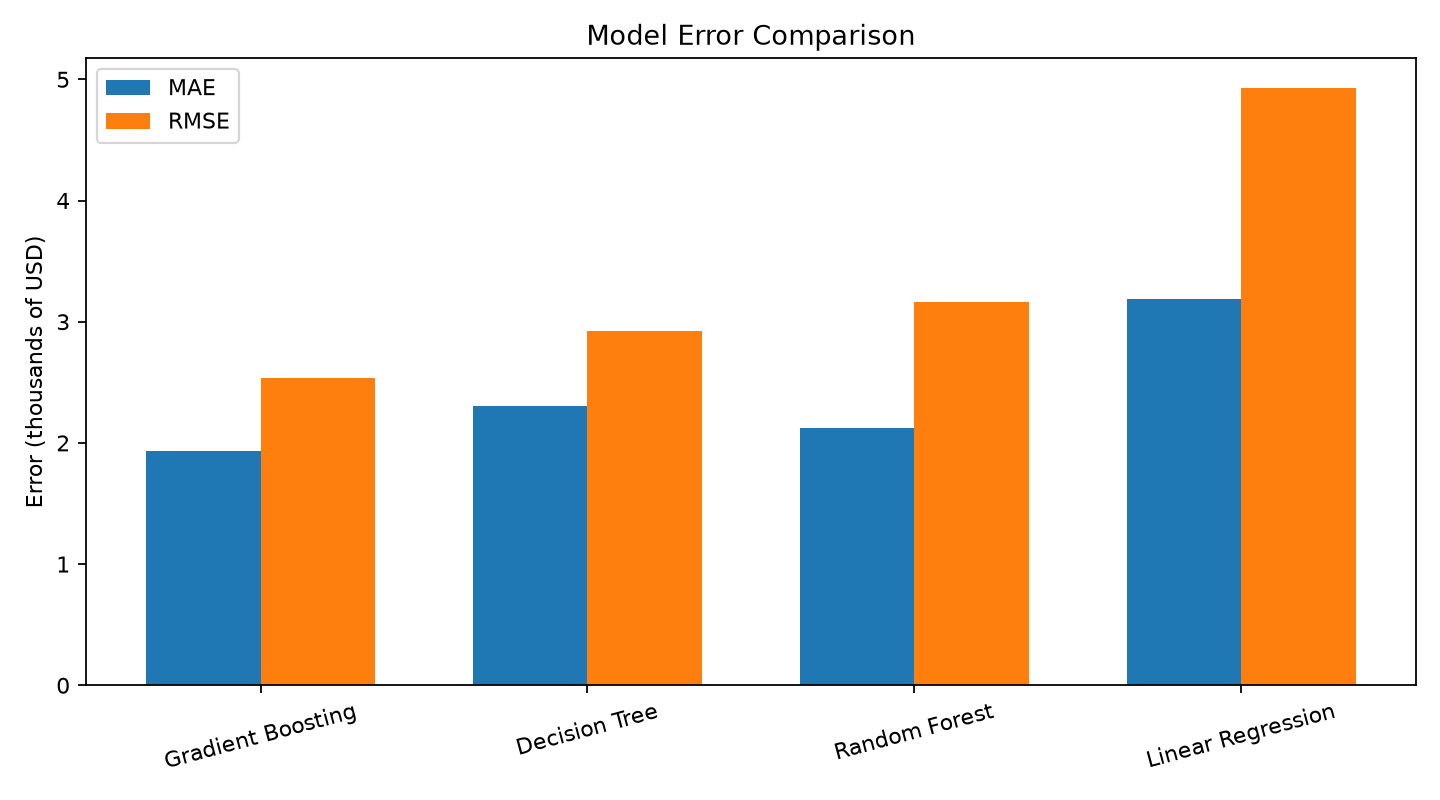 Model Error Comparison
MAE
RMSE
Error (thousands of USD)
5
4
3
2
1
0
Gradient Boosting
Decision Tree
Random Forest
Linear Regression